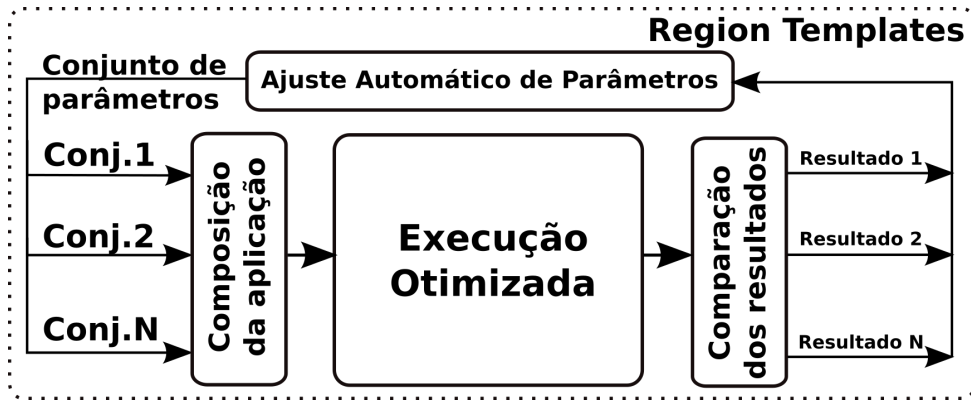 Region Templates
Conjunto de
parâmetros
Ajuste Automático de Parâmetros
Conj.1
Conj.2
Conj.N
Composição
da aplicação
Execução
Otimizada
Comparação
dos resultados
Resultado 1
Resultado 2
Resultado N